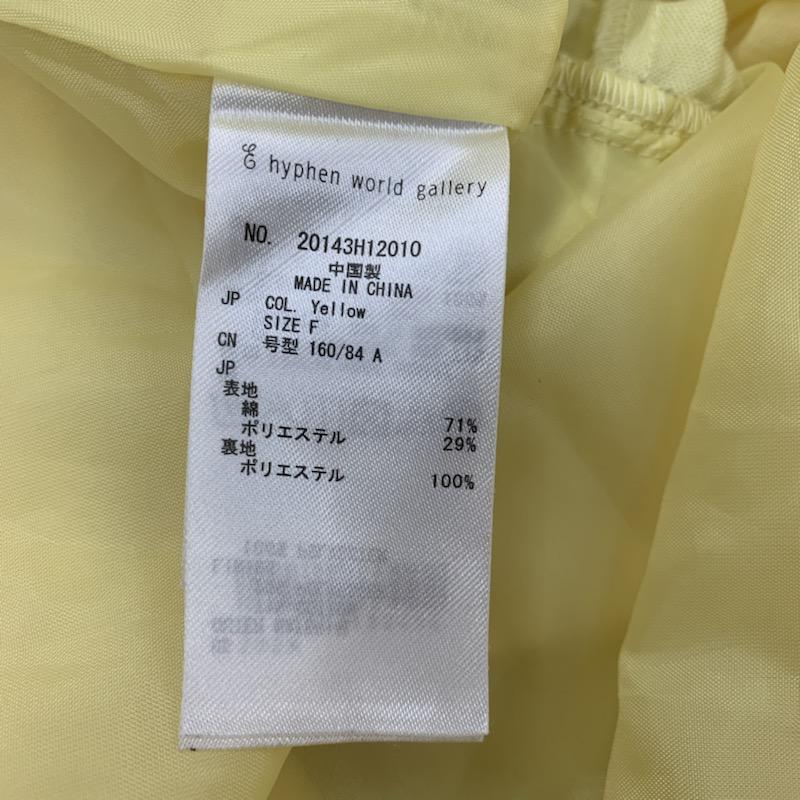 hyphen world gallery
NO. 20143H12010
中国製
MADE IN CHINA
JP COL. Yellow
SIZE F
CN 号型 160/84 A
JP
表地
綿 71%
ポリエステル 29%
裏地
ポリエステル 100%